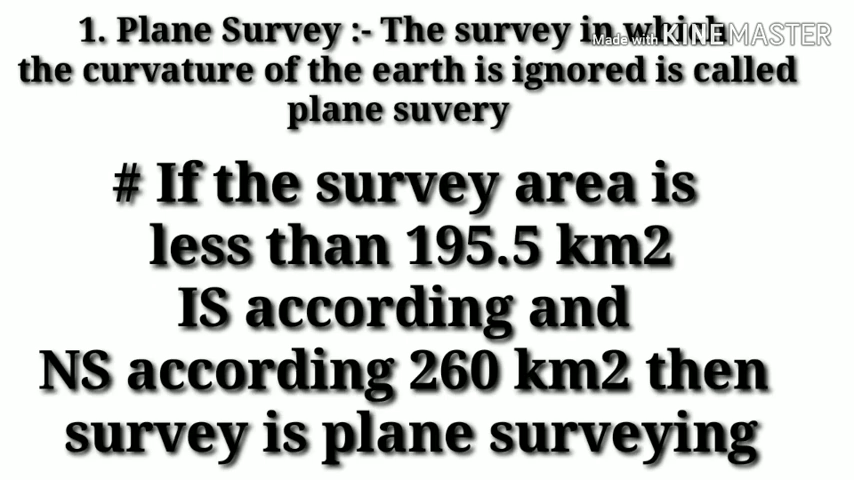 1. Plane Survey :- The survey in which
Made with KINEMASTER
the curvature of the earth is ignored is called
plane suvery
# If the survey area is
less than 195.5 km2
IS according and
NS according 260 km2 then
survey is plane surveying